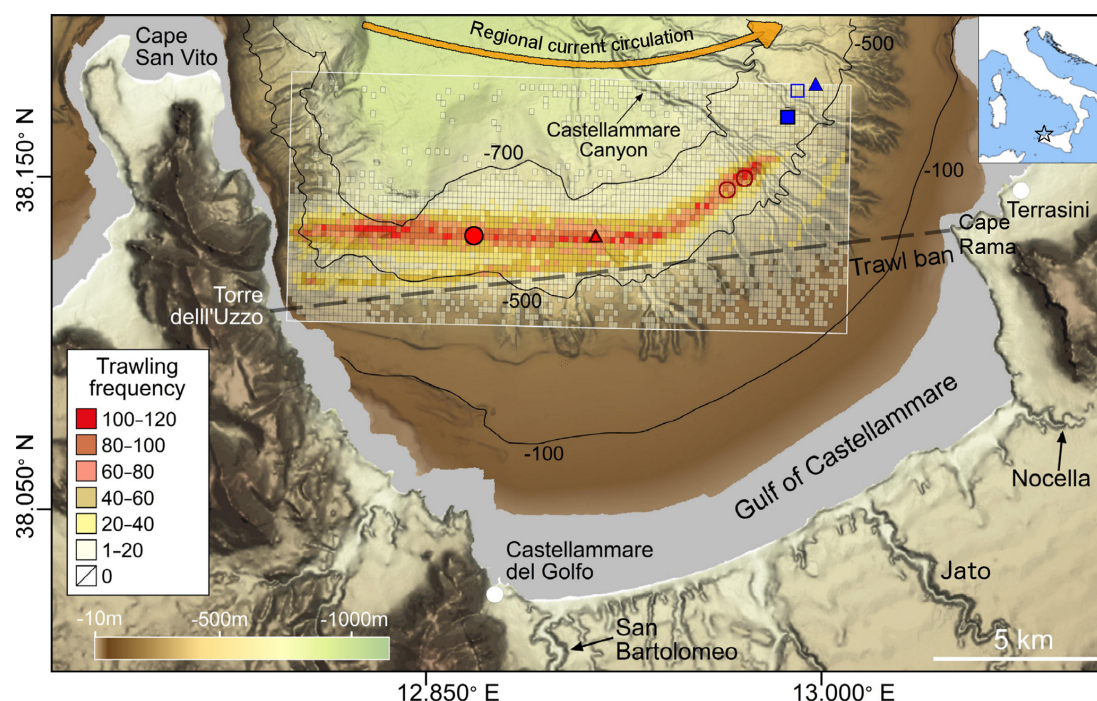 Cape
San Vito
Regional current circulation
-500
Castellammare
Canyon
-700
-100
38.150° N
Terrasini
Cape
Rama
Trawl ban
Torre
delll'Uzzo
-500
Trawling
frequency
100–120
80–100
60–80
40–60
20–40
1–20
0
-100
Gulf of Castellammare
Nocella
38.050° N
Castellammare
del Golfo
Jato
-10m
-500m
-1000m
San
Bartolomeo
5 km
12.850° E
13.000° E